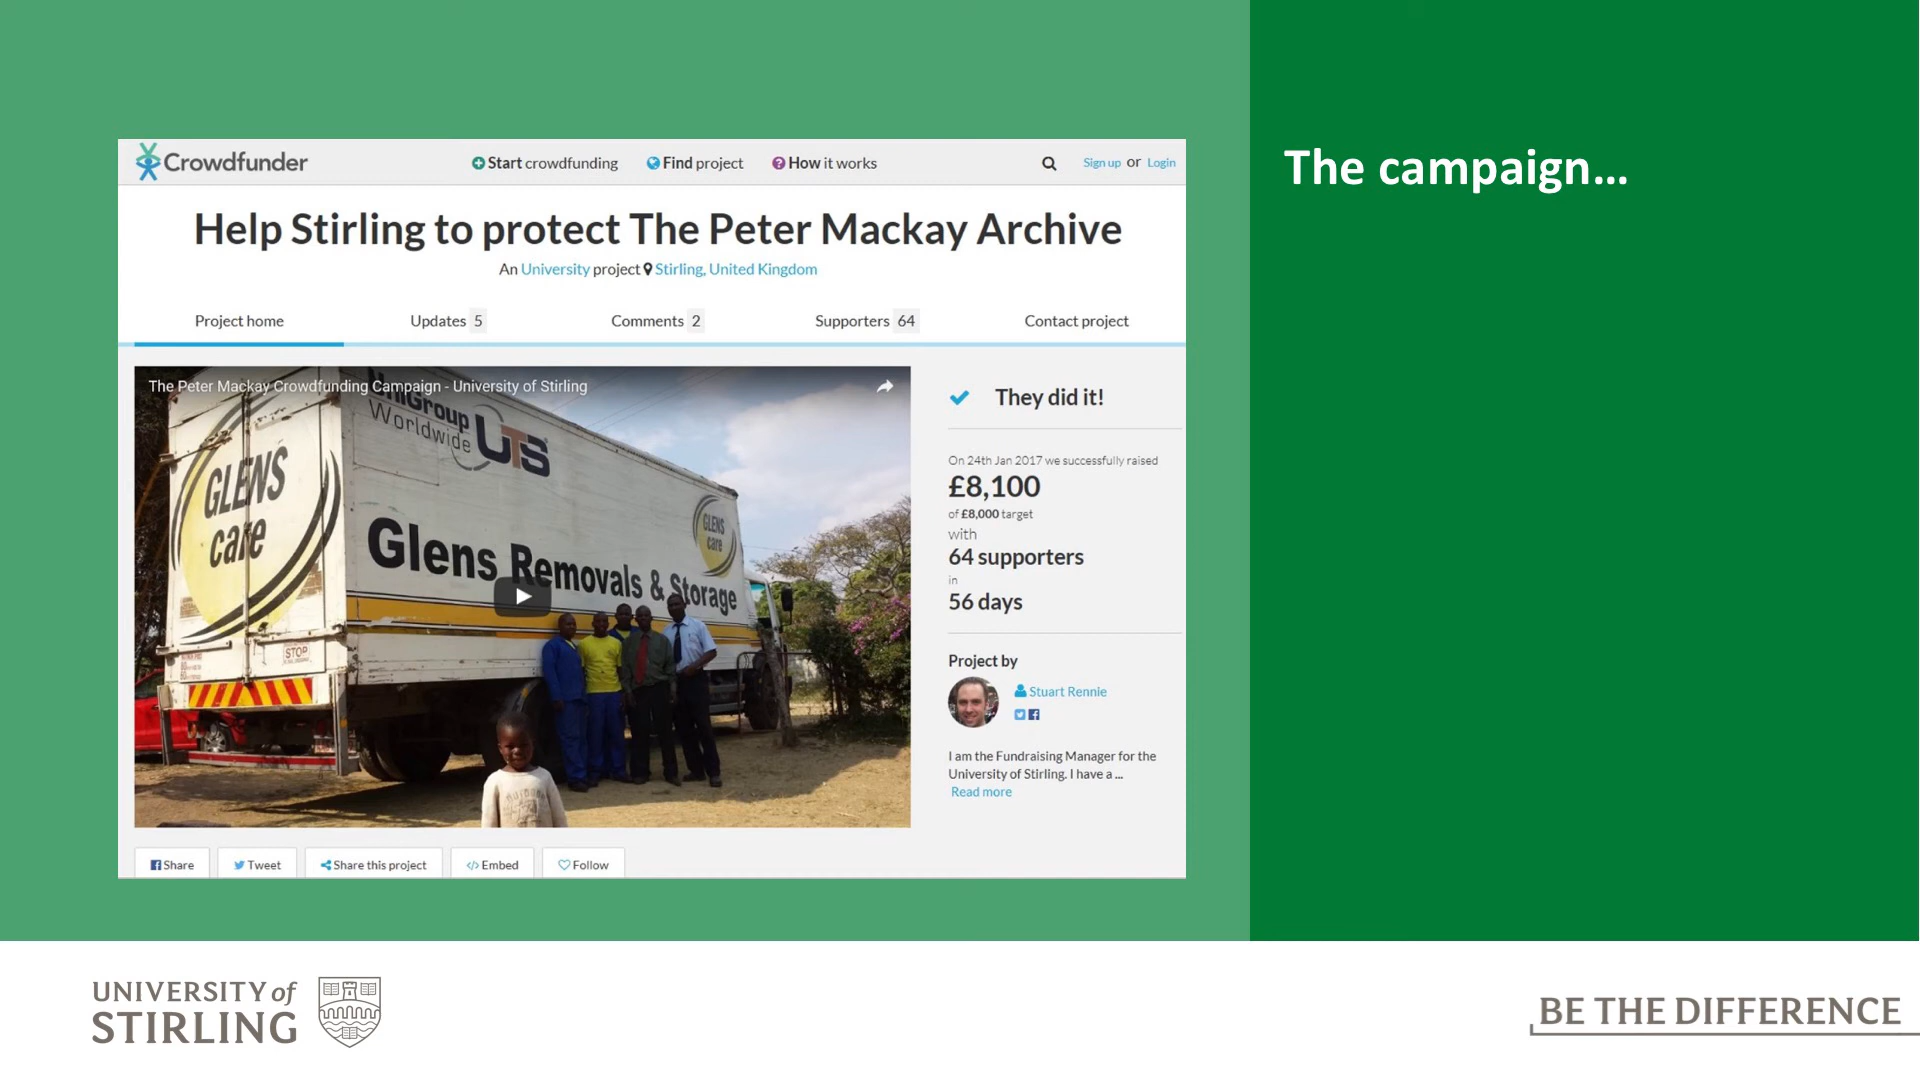 Crowdfunder
Start crowdfunding
Find project
How it works
Sign up or Login
Help Stirling to protect The Peter Mackay Archive
An University project Stirling, United Kingdom
Project home
Updates 5
Comments 2
Supporters 64
Contact project
The Peter Mackay Crowdfunding Campaign - University of Stirling
UniGroup
Worldwide
UTS
GLENS
care
GLENS
care
Glens Removals & Storage
STOP
They did it!
On 24th Jan 2017 we successfully raised
£8,100
of £8,000 target
with
64 supporters
in
56 days
Project by
Stuart Rennie
I am the Fundraising Manager for the
University of Stirling. I have a ...
Read more
Share
Tweet
Share this project
Embed
Follow
The campaign...
UNIVERSITY of
STIRLING
BE THE DIFFERENCE